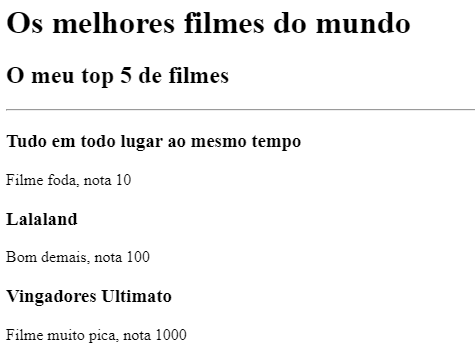 Os melhores filmes do mundo
O meu top 5 de filmes
Tudo em todo lugar ao mesmo tempo
Filme foda, nota 10
Lalaland
Bom demais, nota 100
Vingadores Ultimato
Filme muito pica, nota 1000